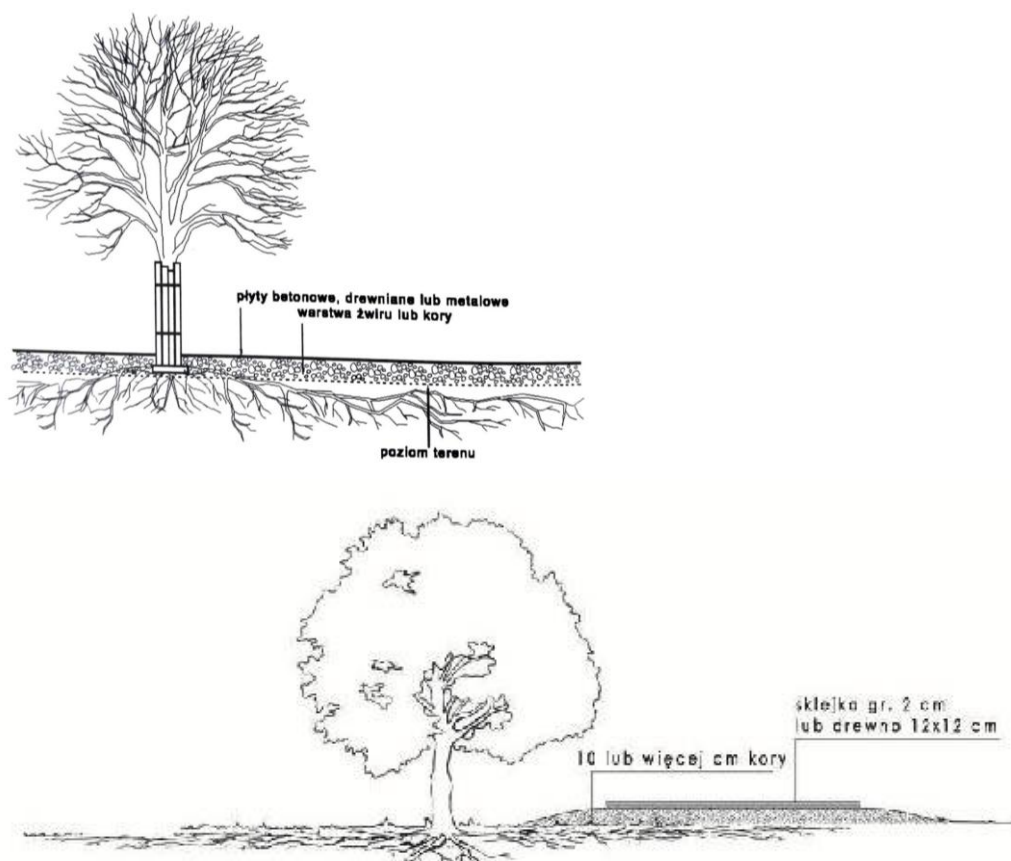 płyty betonowe, drewniane lub metalowe
warstwa żwiru lub kory
poziom terenu
sklejka gr. 2 cm
lub drewno 12x12 cm
10 lub więcej cm kory